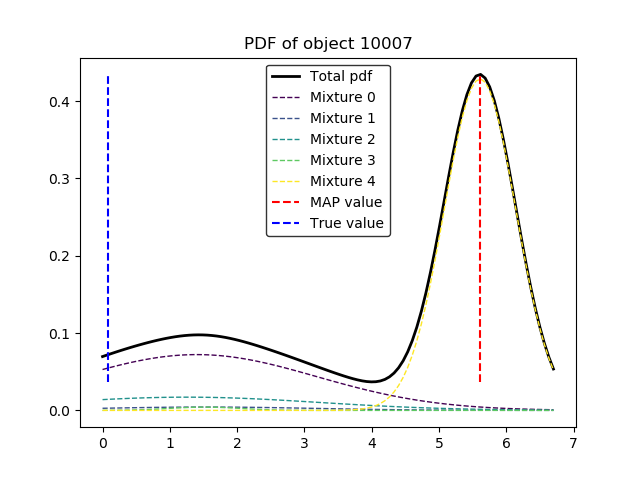 PDF of object 10007
Total pdf
Mixture 0
Mixture 1
Mixture 2
Mixture 3
Mixture 4
MAP value
True value
0.4
0.3
0.2
0.1
0.0
0 1 2 3 4 5 6 7